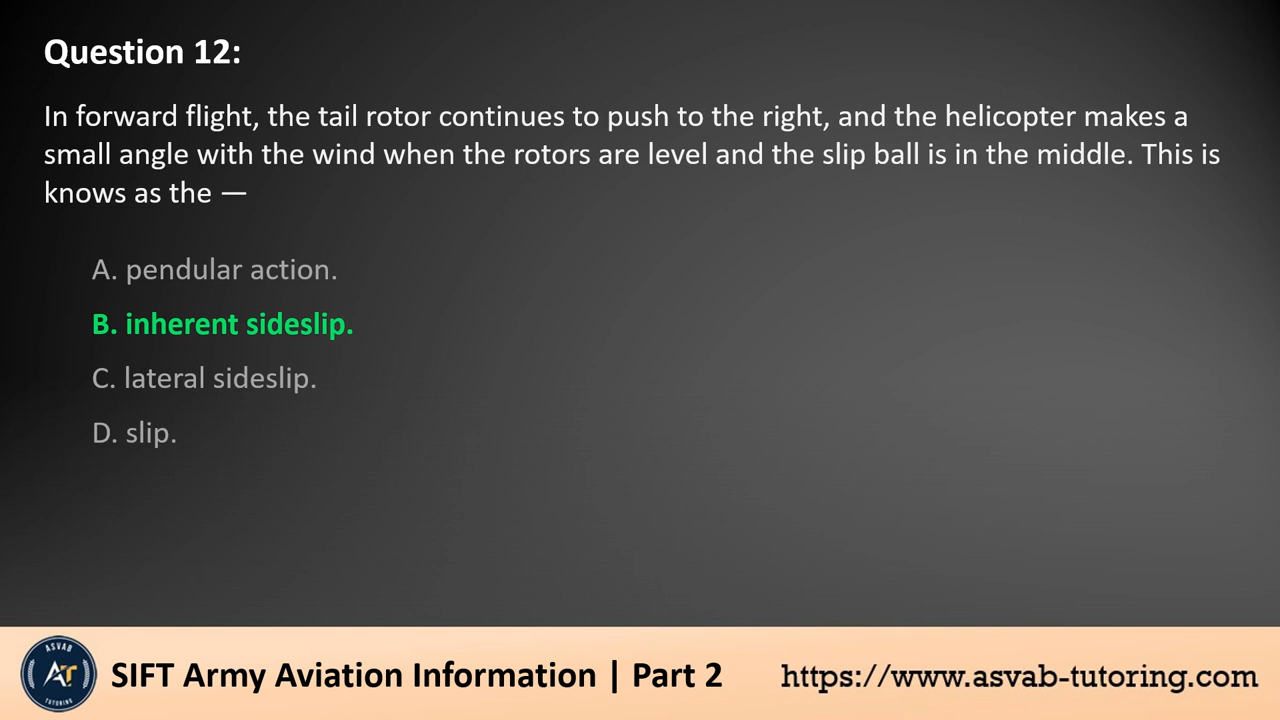 Question 12:
In forward flight, the tail rotor continues to push to the right, and the helicopter makes a
small angle with the wind when the rotors are level and the slip ball is in the middle. This is
knows as the —
A. pendular action.
B. inherent sideslip.
C. lateral sideslip.
D. slip.
ASVAB
AT
TUTORING
SIFT Army Aviation Information | Part 2
https://www.asvab-tutoring.com